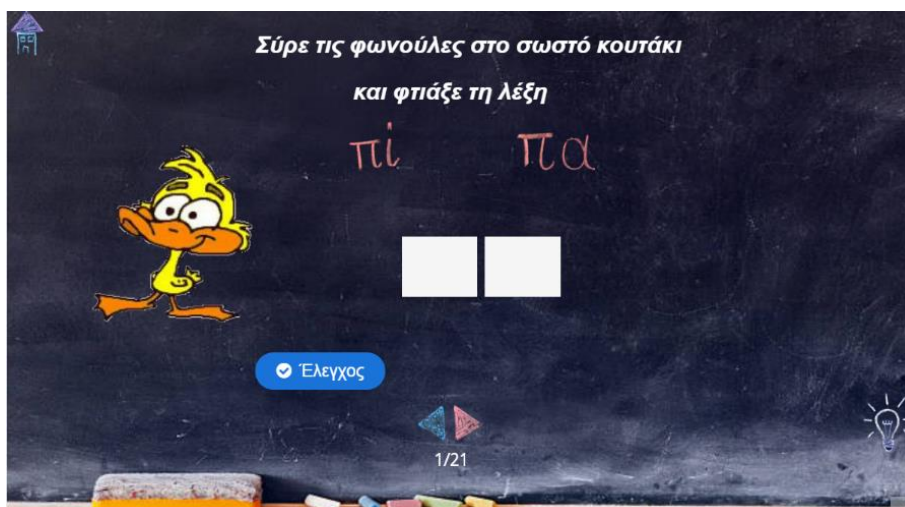 Σύρε τις φωνούλες στο σωστό κουτάκι
και φτιάξε τη λέξη
πί πα
Έλεγχος
1/21